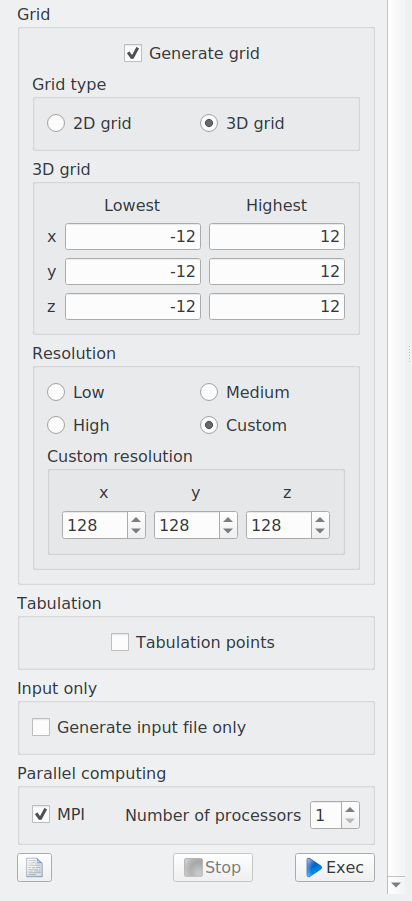 Grid
Generate grid
Grid type
2D grid 3D grid
3D grid
Lowest Highest
x -12 12
y -12 12
z -12 12
Resolution
Low Medium
High Custom
Custom resolution
x y z
128 128 128
Tabulation
Tabulation points
Input only
Generate input file only
Parallel computing
MPI Number of processors 1
Stop Exec